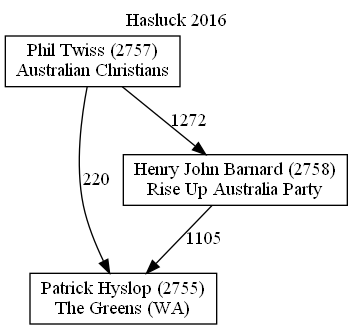 Hasluck 2016
Phil Twiss (2757)
Australian Christians
1272
Henry John Barnard (2758)
Rise Up Australia Party
220
1105
Patrick Hyslop (2755)
The Greens (WA)